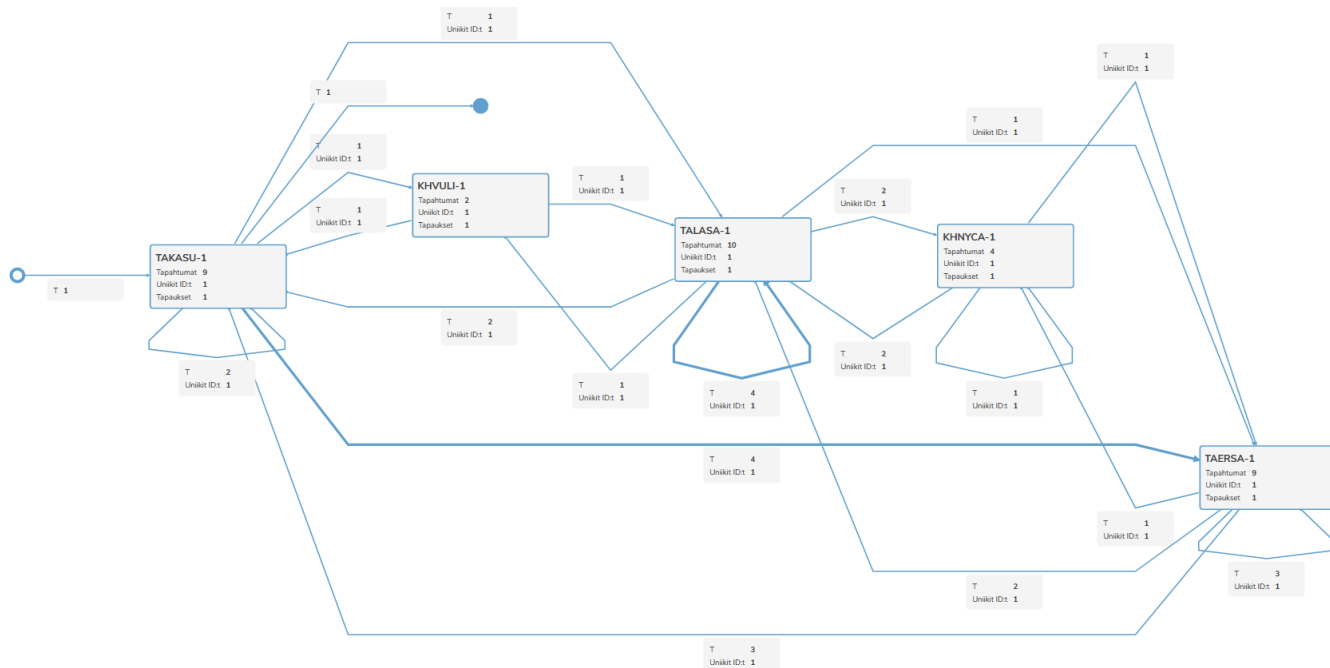 T 1
Uniikit ID:t 1
T 1
Uniikit ID:t 1
T 1
T 1
Uniikit ID:t 1
T 1
Uniikit ID:t 1
KHVULI-1
Tapahtumat 2
Uniikit ID:t 1
Tapaukset 1
T 1
Uniikit ID:t 1
T 2
Uniikit ID:t 1
T 1
Uniikit ID:t 1
TALASA-1
Tapahtumat 10
Uniikit ID:t 1
Tapaukset 1
KHNYCA-1
Tapahtumat 4
Uniikit ID:t 1
Tapaukset 1
TAKASU-1
Tapahtumat 9
Uniikit ID:t 1
Tapaukset 1
T 1
T 2
Uniikit ID:t 1
T 2
Uniikit ID:t 1
T 2
Uniikit ID:t 1
T 1
Uniikit ID:t 1
T 4
Uniikit ID:t 1
T 1
Uniikit ID:t 1
T 4
Uniikit ID:t 1
TAERSA-1
Tapahtumat 9
Uniikit ID:t 1
Tapaukset 1
T 1
Uniikit ID:t 1
T 2
Uniikit ID:t 1
T 3
Uniikit ID:t 1
T 3
Uniikit ID:t 1